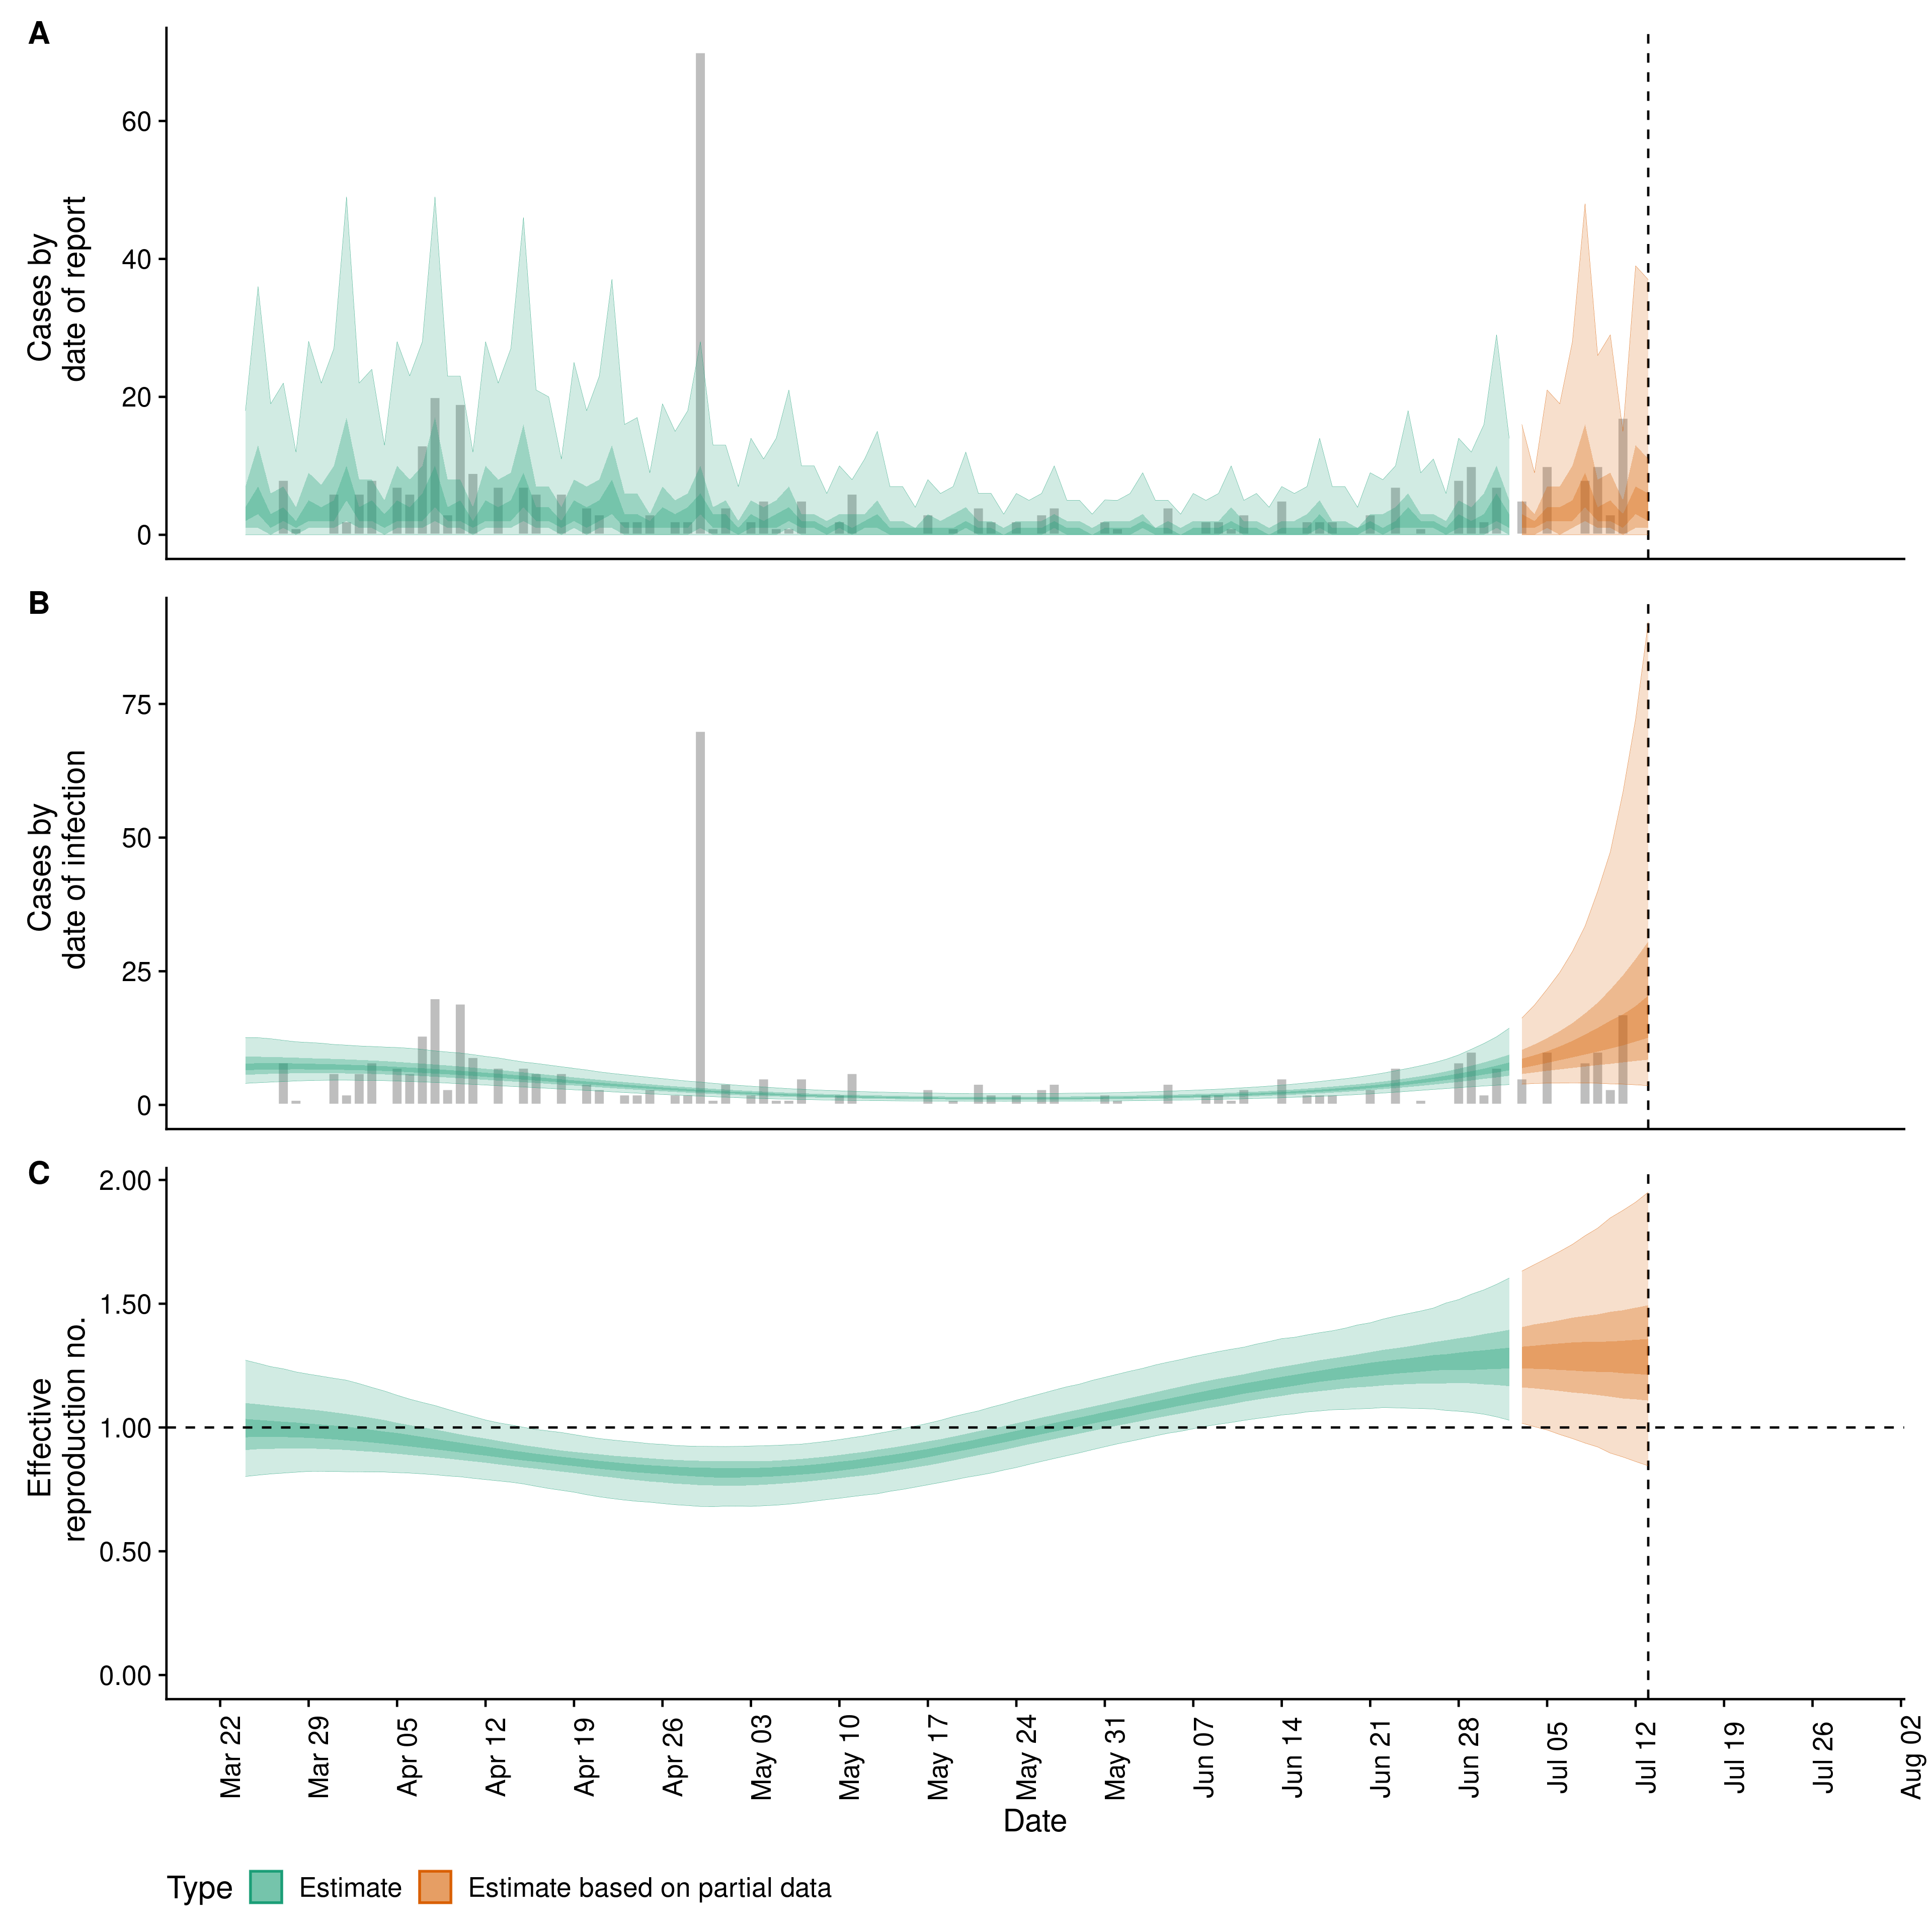 A
Cases by
date of report
60
40
20
0
B
Cases by
date of infection
75
50
25
0
C
Effective
reproduction no.
2.00
1.50
1.00
0.50
0.00
Mar 22
Mar 29
Apr 05
Apr 12
Apr 19
Apr 26
May 03
May 10
May 17
May 24
May 31
Jun 07
Jun 14
Jun 21
Jun 28
Jul 05
Jul 12
Jul 19
Jul 26
Aug 02
Date
Type Estimate Estimate based on partial data